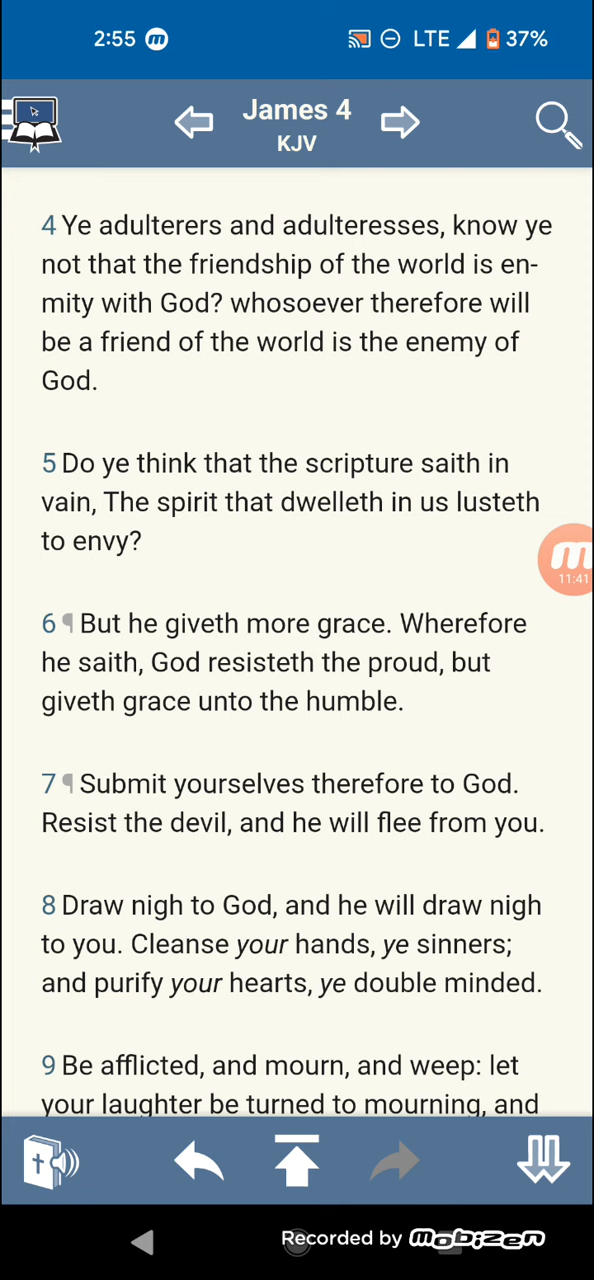 2:55 m LTE 37%
James 4
KJV
4 Ye adulterers and adulteresses, know ye
not that the friendship of the world is en-
mity with God? whosoever therefore will
be a friend of the world is the enemy of
God.
5 Do ye think that the scripture saith in
vain, The spirit that dwelleth in us lusteth
to envy?
m
11:41
6 ¶ But he giveth more grace. Wherefore
he saith, God resisteth the proud, but
giveth grace unto the humble.
7 ¶ Submit yourselves therefore to God.
Resist the devil, and he will flee from you.
8 Draw nigh to God, and he will draw nigh
to you. Cleanse your hands, ye sinners;
and purify your hearts, ye double minded.
9 Be afflicted, and mourn, and weep: let
your laughter be turned to mourning, and
Recorded by mobizen